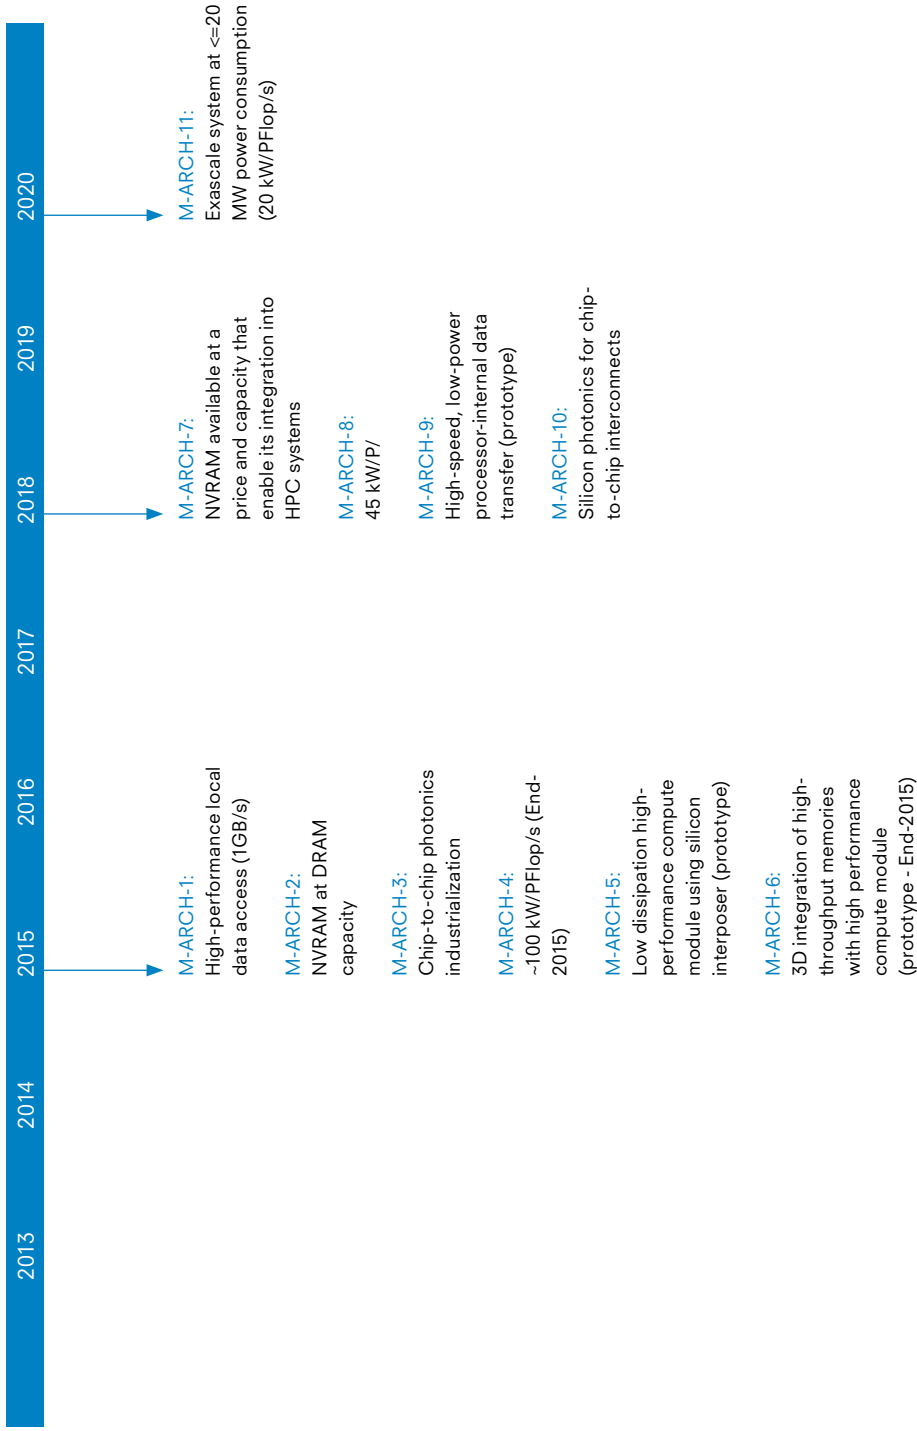 2013
2014
2015
2016
2017
2018
2019
2020
M-ARCH-1:
High-performance local
data access (1GB/s)
M-ARCH-2:
NVRAM at DRAM
capacity
M-ARCH-3:
Chip-to-chip photonics
industrialization
M-ARCH-4:
~100 kW/PFlop/s (End-
2015)
M-ARCH-5:
Low dissipation high-
performance compute
module using silicon
interposer (prototype)
M-ARCH-6:
3D integration of high-
throughput memories
with high performance
compute module
(prototype - End-2015)
M-ARCH-7:
NVRAM available at a
price and capacity that
enable its integration into
HPC systems
M-ARCH-8:
45 kW/P/
M-ARCH-9:
High-speed, low-power
processor-internal data
transfer (prototype)
M-ARCH-10:
Silicon photonics for chip-
to-chip interconnects
M-ARCH-11:
Exascale system at <=20
MW power consumption
(20 kW/PFlop/s)